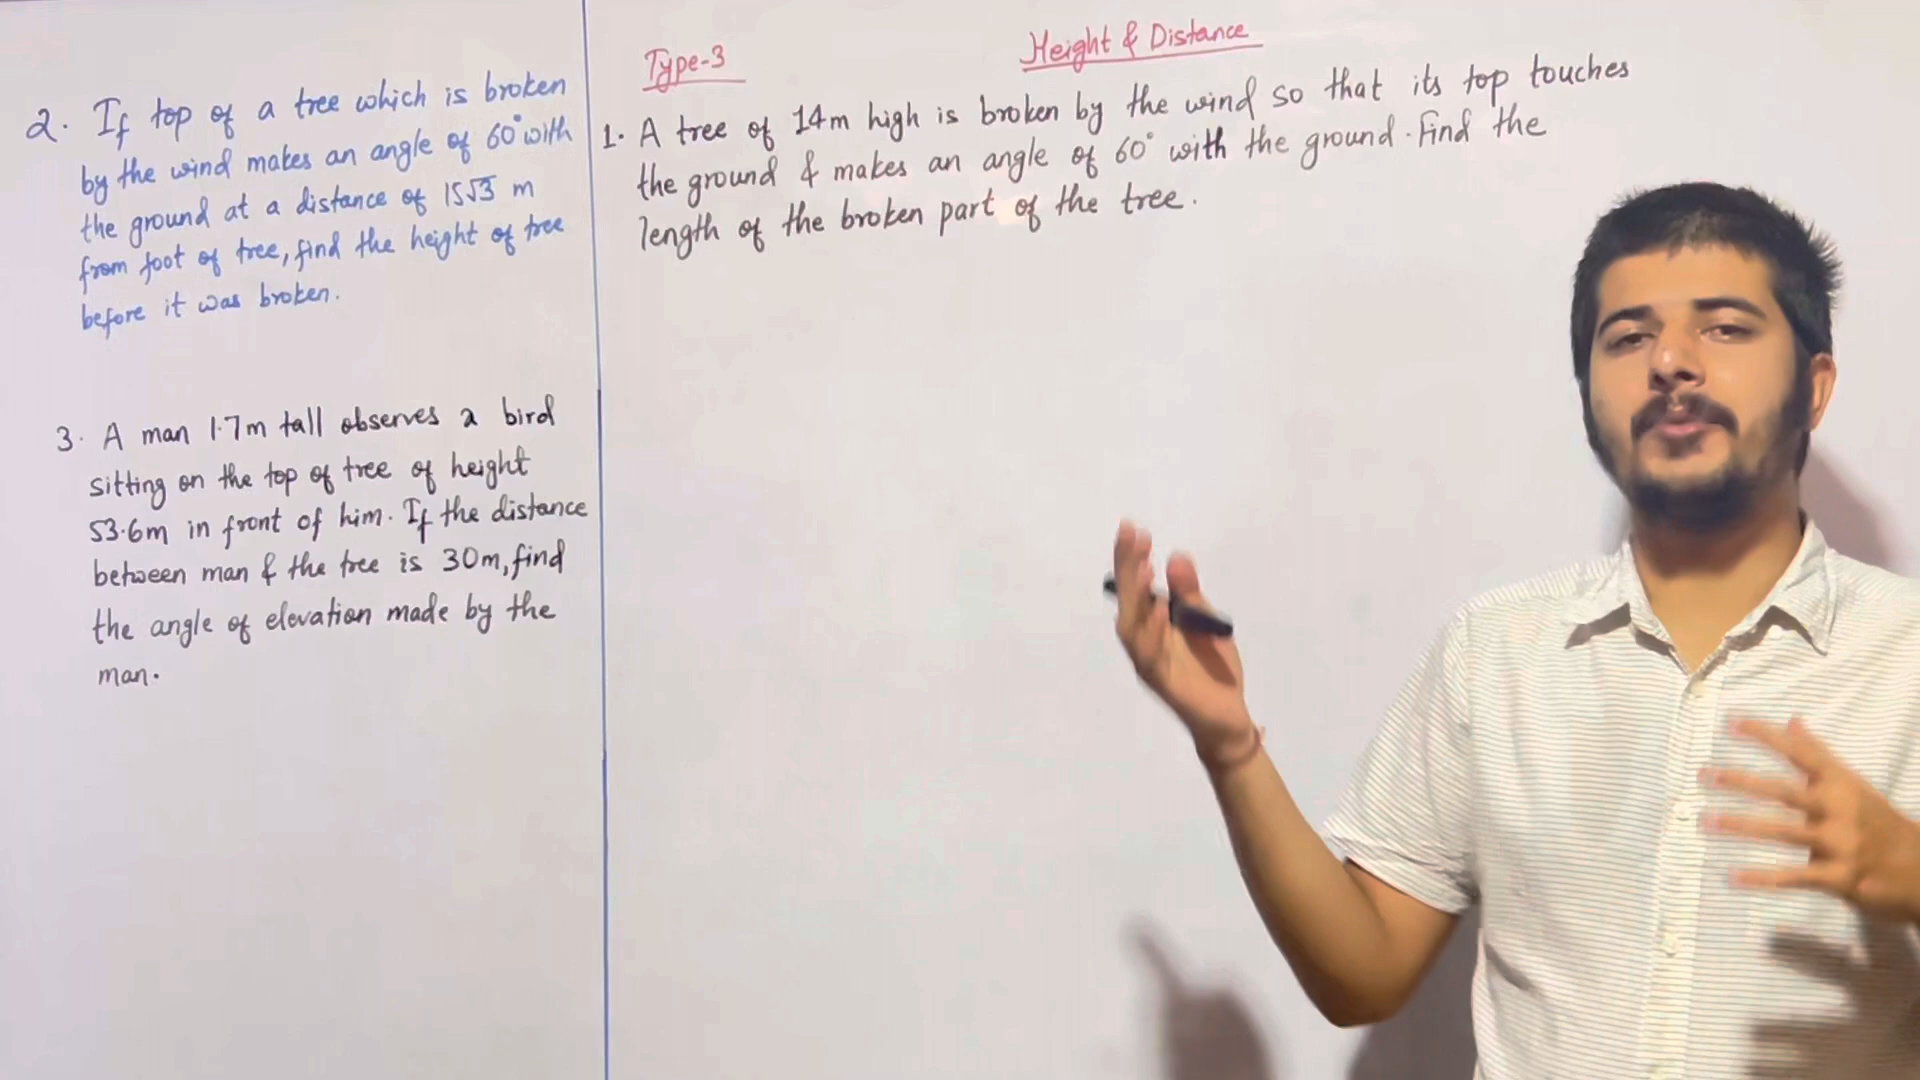 Type-3
Height & Distance
1. A tree of 14m high is broken by the wind so that its top touches
the ground & makes an angle of 60° with the ground. Find the
length of the broken part of the tree.
2. If top of a tree which is broken
by the wind makes an angle of 60° with
the ground at a distance of 15√3 m
from foot of tree, find the height of tree
before it was broken.
3. A man 1.7m tall observes a bird
sitting on the top of tree of height
53.6m in front of him. If the distance
between man & the tree is 30m, find
the angle of elevation made by the
man.